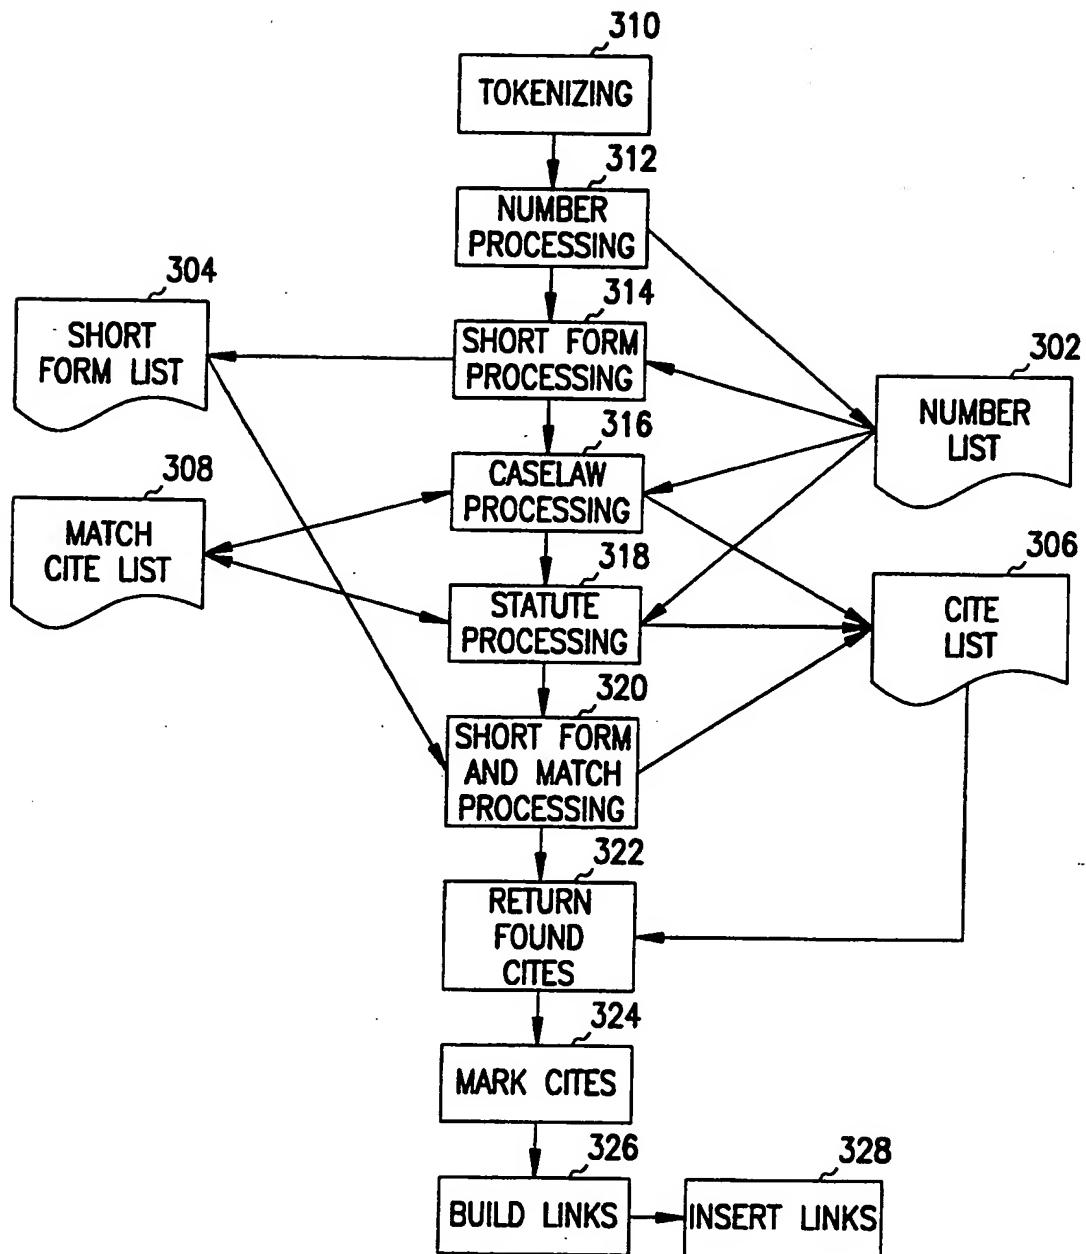 310
TOKENIZING
312
NUMBER
PROCESSING
304
SHORT
FORM LIST
314
SHORT FORM
PROCESSING
302
NUMBER
LIST
308
MATCH
CITE LIST
316
CASELAW
PROCESSING
318
STATUTE
PROCESSING
306
CITE
LIST
320
SHORT FORM
AND MATCH
PROCESSING
322
RETURN
FOUND
CITES
324
MARK CITES
326
BUILD LINKS
328
INSERT LINKS